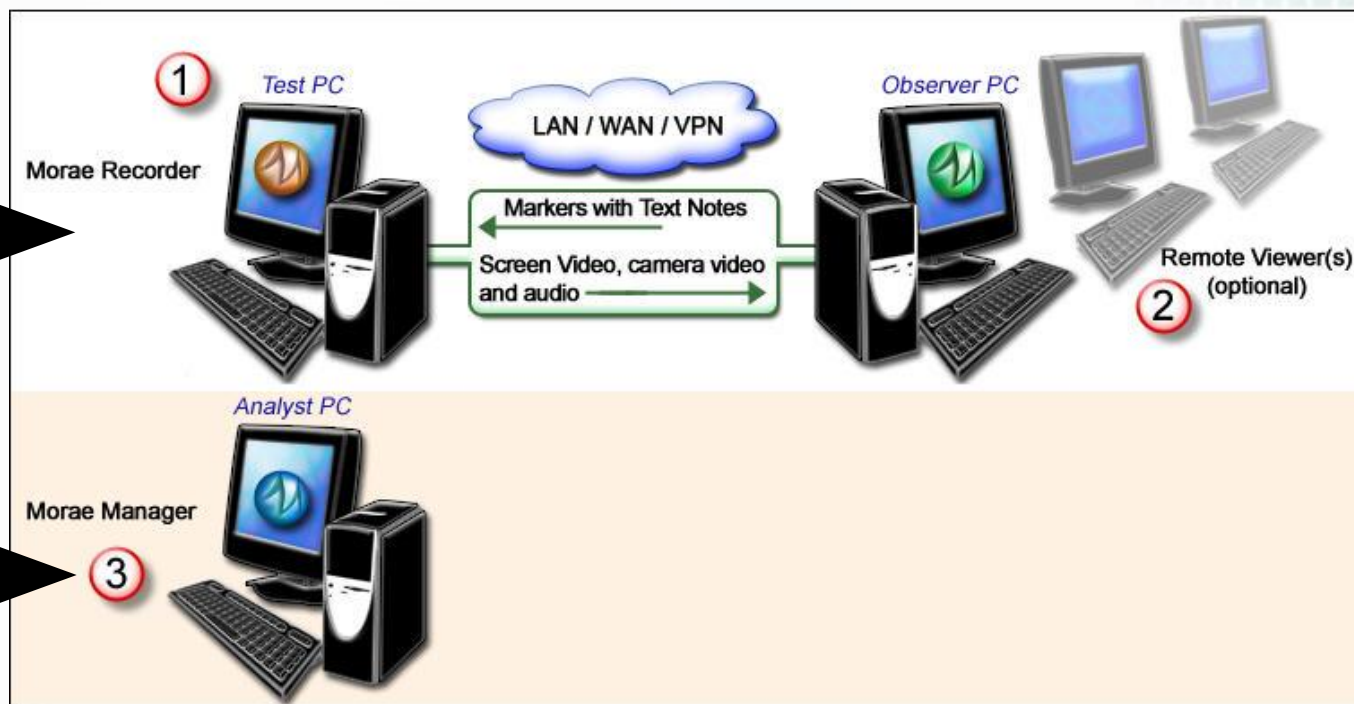 1
Test PC
Morae Recorder
LAN / WAN / VPN
Markers with Text Notes
Screen Video, camera video
and audio
Observer PC
Remote Viewer(s)
(optional)
2
Analyst PC
Morae Manager
3